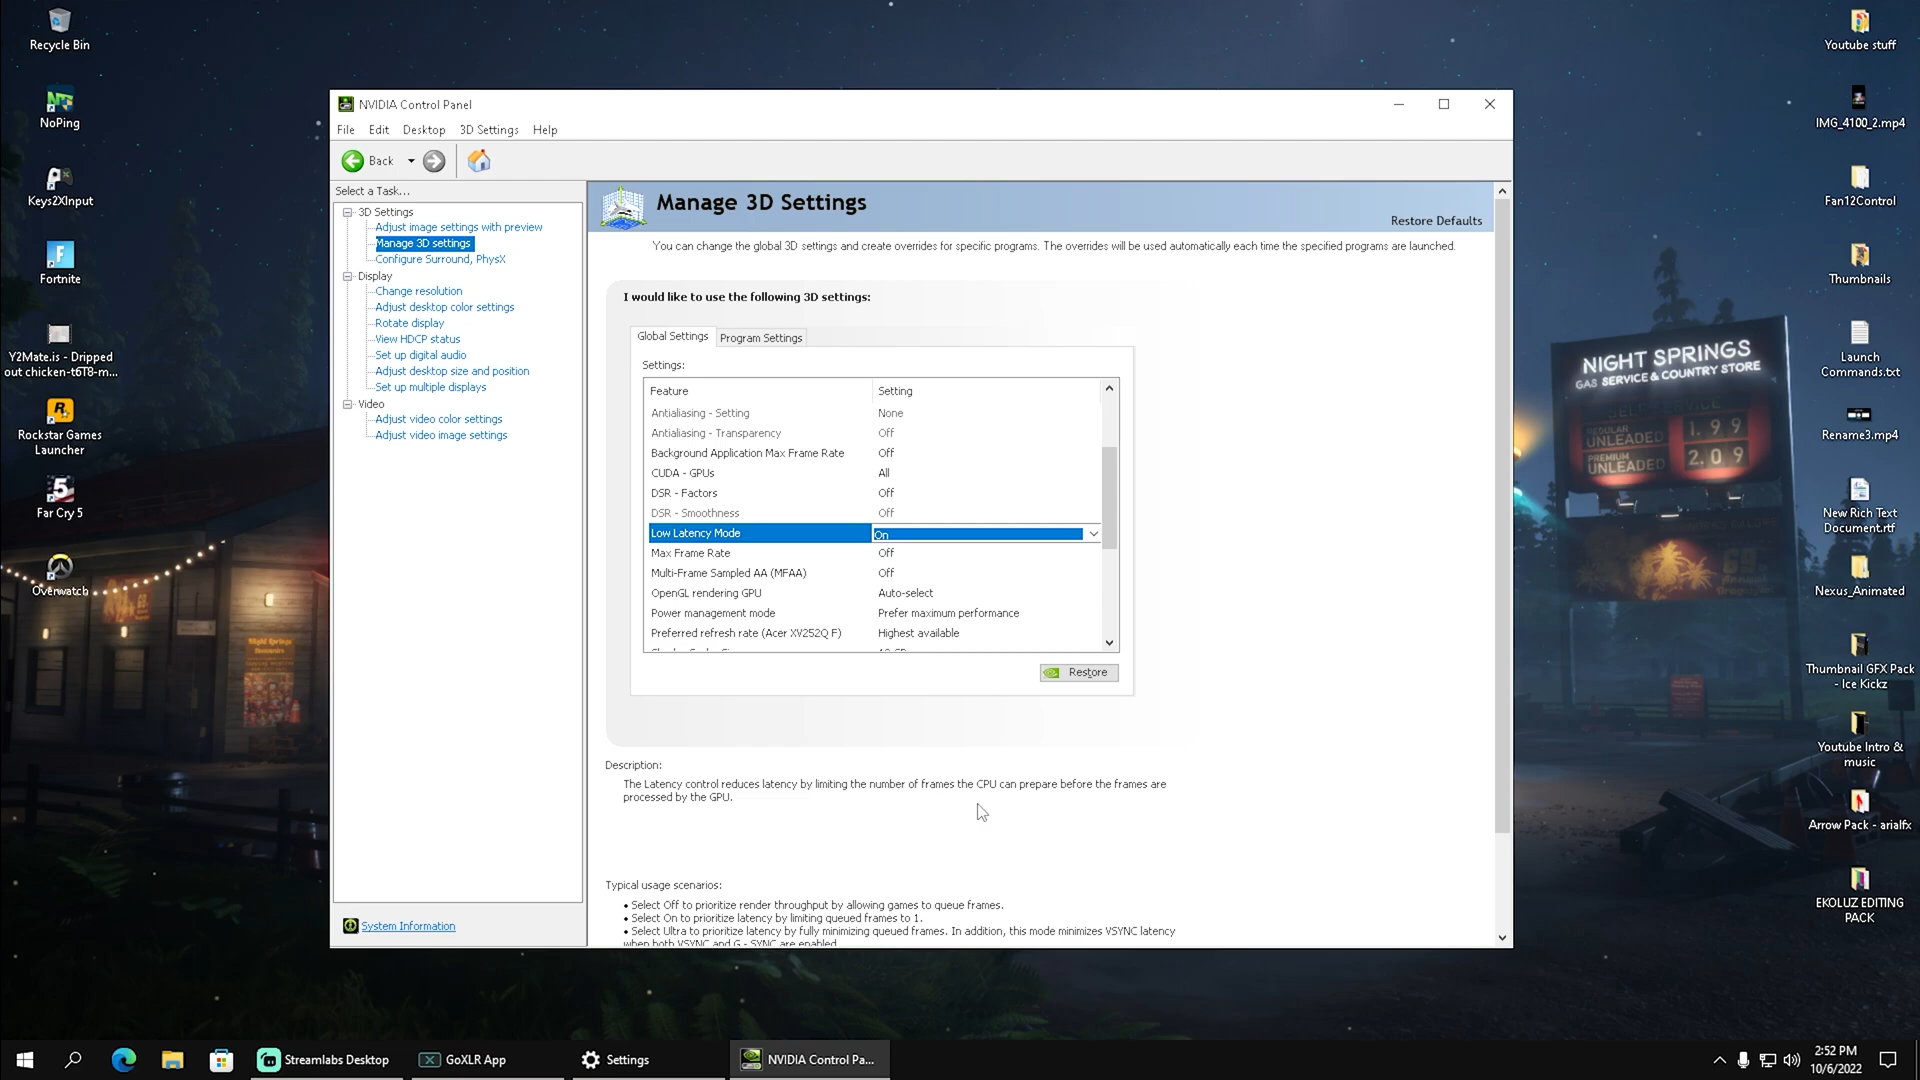 Recycle Bin
NoPing
Keys2XInput
Fortnite
Y2Mate.is - Dripped
out chicken-t6T8-m...
Rockstar Games
Launcher
Far Cry 5
Overwatch
NVIDIA Control Panel
File Edit Desktop 3D Settings Help
Back
Select a Task...
3D Settings
Adjust image settings with preview
Manage 3D settings
Configure Surround, PhysX
Display
Change resolution
Adjust desktop color settings
Rotate display
View HDCP status
Set up digital audio
Adjust desktop size and position
Set up multiple displays
Video
Adjust video color settings
Adjust video image settings
System Information
Manage 3D Settings
Restore Defaults
You can change the global 3D settings and create overrides for specific programs. The overrides will be used automatically each time the specified programs are launched.
I would like to use the following 3D settings:
Global Settings Program Settings
Settings:
Feature Setting
Antialiasing - Setting None
Antialiasing - Transparency Off
Background Application Max Frame Rate Off
CUDA - GPUs All
DSR - Factors Off
DSR - Smoothness Off
Low Latency Mode On
Max Frame Rate Off
Multi-Frame Sampled AA (MFAA) Off
OpenGL rendering GPU Auto-select
Power management mode Prefer maximum performance
Preferred refresh rate (Acer XV252Q F) Highest available
Restore
Description:
The Latency control reduces latency by limiting the number of frames the CPU can prepare before the frames are
processed by the GPU.
Typical usage scenarios:
• Select Off to prioritize render throughput by allowing games to queue frames.
• Select On to prioritize latency by limiting queued frames to 1.
• Select Ultra to prioritize latency by fully minimizing queued frames. In addition, this mode minimizes VSYNC latency
when both VSYNC and G - SYNC are enabled
NIGHT SPRINGS
GAS SERVICE & COUNTRY STORE
REGULAR
UNLEADED 1.99
PREMIUM
UNLEADED 2.09
Youtube stuff
IMG_4100_2.mp4
Fan12Control
Thumbnails
Launch
Commands.txt
Rename3.mp4
New Rich Text
Document.rtf
Nexus_Animated
Thumbnail GFX Pack
- Ice Kickz
Youtube Intro &
music
Arrow Pack - arialfx
EKOLUZ EDITING
PACK
Streamlabs Desktop
GoXLR App
Settings
NVIDIA Control Pa...
2:52 PM
10/6/2022